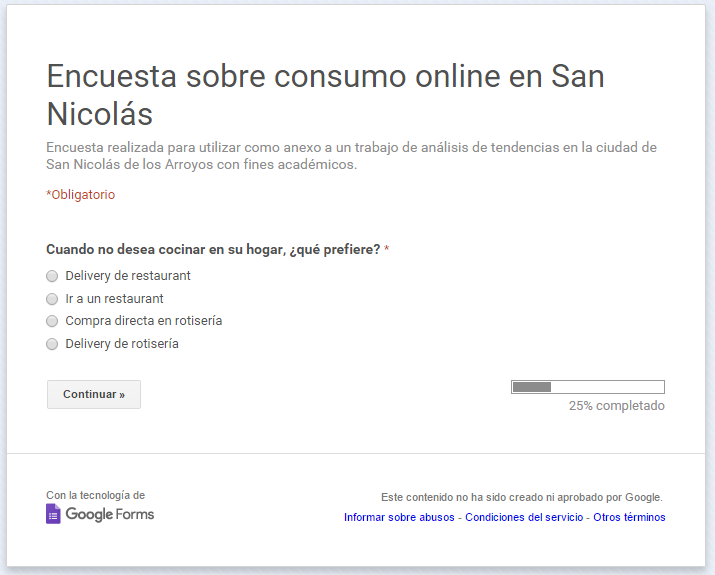 Encuesta sobre consumo online en San
Nicolás
Encuesta realizada para utilizar como anexo a un trabajo de análisis de tendencias en la ciudad de
San Nicolás de los Arroyos con fines académicos.
*Obligatorio
Cuando no desea cocinar en su hogar, ¿qué prefiere? *
Delivery de restaurant
Ir a un restaurant
Compra directa en rotisería
Delivery de rotisería
Continuar »
25% completado
Con la tecnología de
Google Forms
Este contenido no ha sido creado ni aprobado por Google.
Informar sobre abusos - Condiciones del servicio - Otros términos